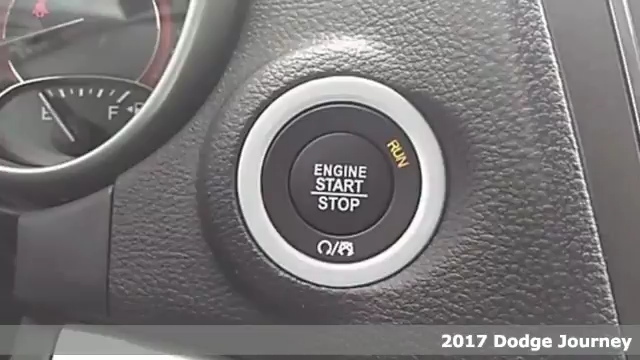 E F
RUN
ENGINE
START
STOP
2017 Dodge Journey